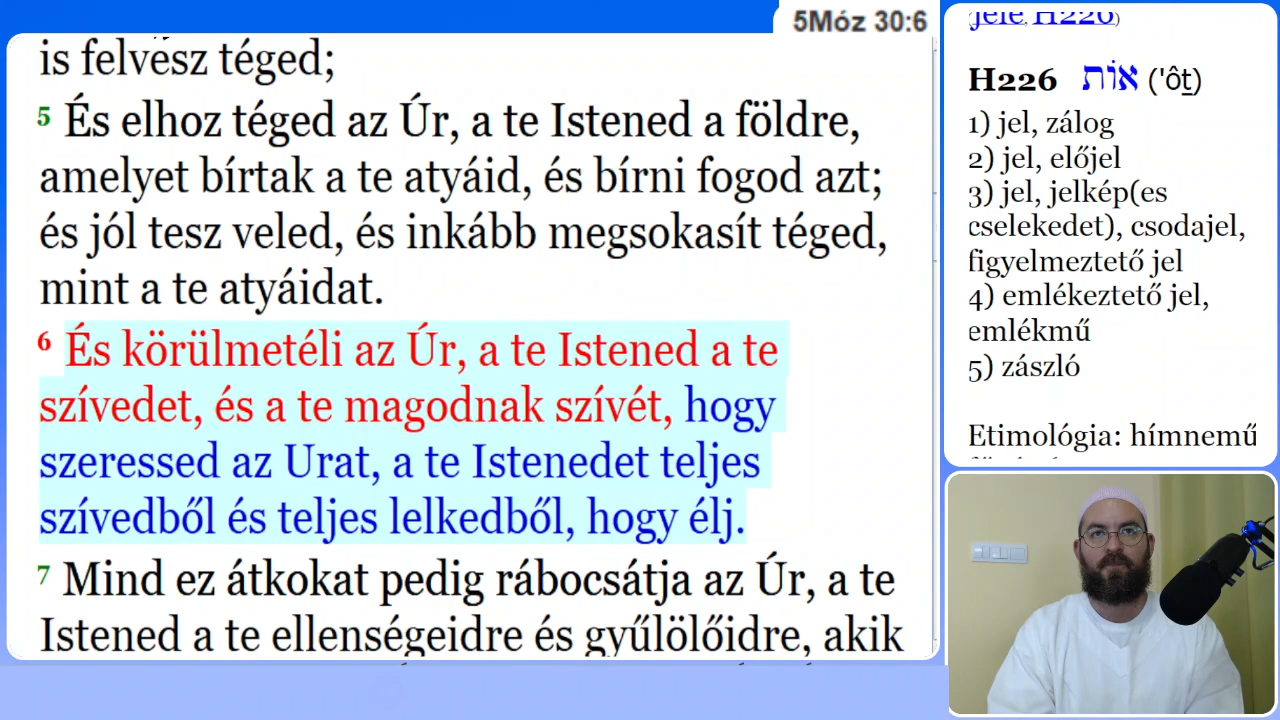 5Móz 30:6
is felvesz téged;
5 És elhoz téged az Úr, a te Istened a földre,
amelyet bírtak a te atyáid, és bírni fogod azt;
és jól tesz veled, és inkább megsokasít téged,
mint a te atyáidat.
6 És körülmetéli az Úr, a te Istened a te
szívedet, és a te magodnak szívét, hogy
szeressed az Urat, a te Istenedet teljes
szívedből és teljes lelkedből, hogy élj.
7 Mind ez átkokat pedig rábocsátja az Úr, a te
Istened a te ellenségeidre és gyűlölőidre, akik
(jele, H226)
H226 אוֹת ('ôṯ)
1) jel, zálog
2) jel, előjel
3) jel, jelkép(es
cselekedet), csodajel,
figyelmeztető jel
4) emlékeztető jel,
emlékmű
5) zászló
Etimológia: hímnemű